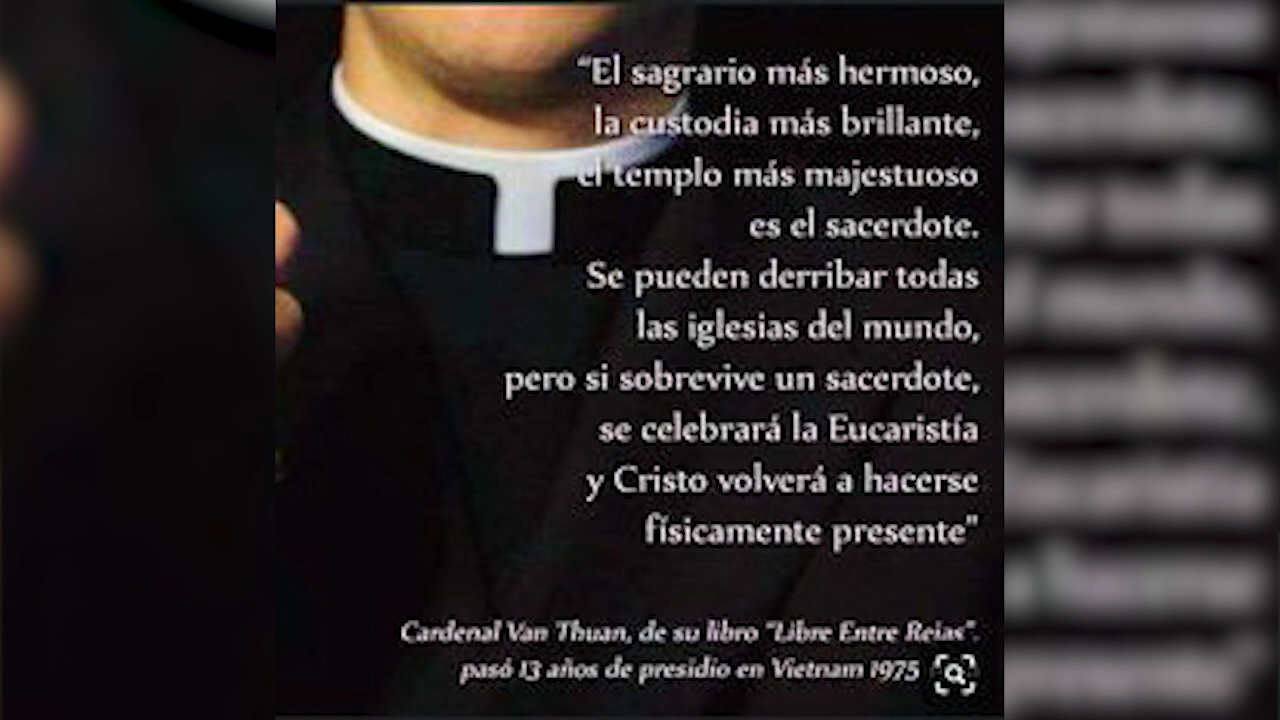 “El sagrario más hermoso,
la custodia más brillante,
el templo más majestuoso
es el sacerdote.
Se pueden derribar todas
las iglesias del mundo,
pero si sobrevive un sacerdote,
se celebrará la Eucaristía
y Cristo volverá a hacerse
físicamente presente"
Cardenal Van Thuan, de su libro "Libre Entre Rejas".
pasó 13 años de presidio en Vietnam 1975